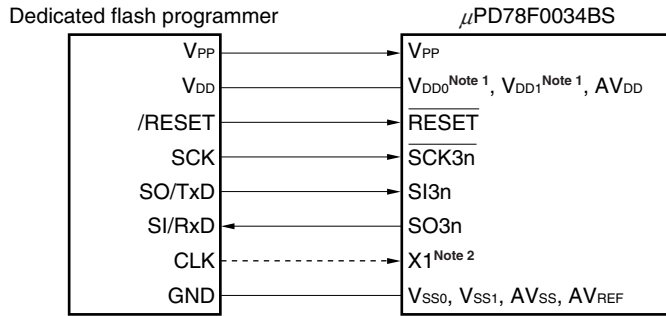 Dedicated flash programmer μPD78F0034BS
VPP VPP
VDD VDD0Note 1, VDD1Note 1, AVDD
/RESET RESET
SCK SCK3n
SO/TxD SI3n
SI/RxD SO3n
CLK X1Note 2
GND VSS0, VSS1, AVSS, AVREF